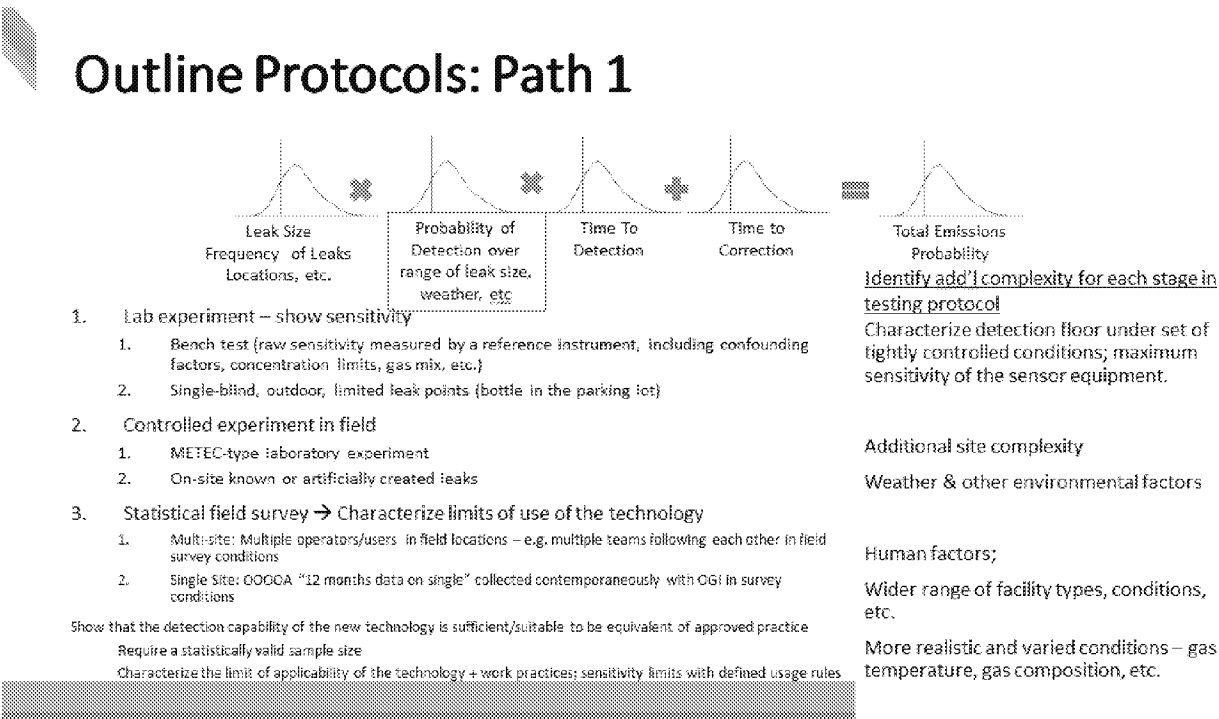 Outline Protocols: Path 1
Leak Size
Frequency of Leaks
Locations, etc.
Probability of
Detection over
range of leak size,
weather, etc
Time To
Detection
Time to
Correction
Total Emissions
Probability
Identify add'l complexity for each stage in
testing protocol
1. Lab experiment – show sensitivity
1. Bench test (raw sensitivity measured by a reference instrument, including confounding
factors, concentration limits, gas mix, etc.)
2. Single-blind, outdoor, limited leak points (bottle in the parking lot)
Characterize detection floor under set of
tightly controlled conditions; maximum
sensitivity of the sensor equipment.
2. Controlled experiment in field
1. METEC-type laboratory experiment
2. On-site known or artificially created leaks
Additional site complexity
Weather & other environmental factors
3. Statistical field survey → Characterize limits of use of the technology
1. Multi-site: Multiple operators/users in field locations – e.g. multiple teams following each other in field
survey conditions
2. Single Site: OOOOA "12 months data on single" collected contemporaneously with OGI in survey
conditions
Human factors;
Wider range of facility types, conditions,
etc.
More realistic and varied conditions – gas
temperature, gas composition, etc.
Show that the detection capability of the new technology is sufficient/suitable to be equivalent of approved practice
Require a statistically valid sample size
Characterize the limit of applicability of the technology + work practices; sensitivity limits with defined usage rules